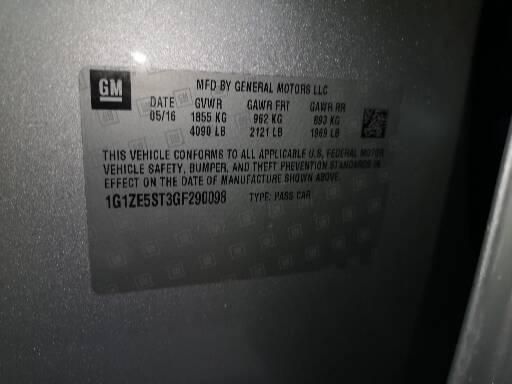 GM
MFD BY GENERAL MOTORS LLC
DATE GVWR GAWR FRT GAWR RR
05/16 1855 KG 962 KG 893 KG
4090 LB 2121 LB 1969 LB
THIS VEHICLE CONFORMS TO ALL APPLICABLE U.S. FEDERAL MOTOR
VEHICLE SAFETY, BUMPER, AND THEFT PREVENTION STANDARDS IN
EFFECT ON THE DATE OF MANUFACTURE SHOWN ABOVE.
1G1ZE5ST3GF290098 TYPE: PASS CAR